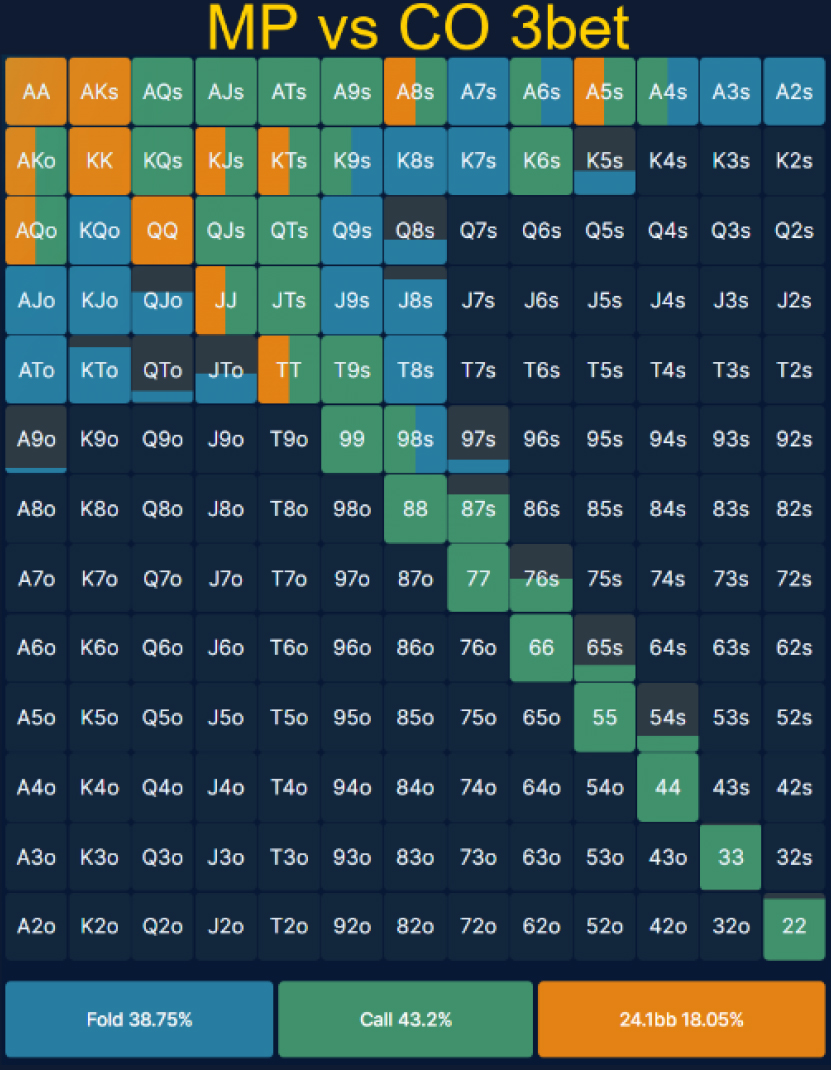 MP vs CO 3bet
AA AKs AQs AJs ATs A9s A8s A7s A6s A5s A4s A3s A2s
AKo KK KQs KJs KTs K9s K8s K7s K6s K5s K4s K3s K2s
AQo KQo QQ QJs QTs Q9s Q8s Q7s Q6s Q5s Q4s Q3s Q2s
AJo KJo QJo JJ JTs J9s J8s J7s J6s J5s J4s J3s J2s
ATo KTo QTo JTo TT T9s T8s T7s T6s T5s T4s T3s T2s
A9o K9o Q9o J9o T9o 99 98s 97s 96s 95s 94s 93s 92s
A8o K8o Q8o J8o T8o 98o 88 87s 86s 85s 84s 83s 82s
A7o K7o Q7o J7o T7o 97o 87o 77 76s 75s 74s 73s 72s
A6o K6o Q6o J6o T6o 96o 86o 76o 66 65s 64s 63s 62s
A5o K5o Q5o J5o T5o 95o 85o 75o 65o 55 54s 53s 52s
A4o K4o Q4o J4o T4o 94o 84o 74o 64o 54o 44 43s 42s
A3o K3o Q3o J3o T3o 93o 83o 73o 63o 53o 43o 33 32s
A2o K2o Q2o J2o T2o 92o 82o 72o 62o 52o 42o 32o 22
Fold 38.75% Call 43.2% 24.1bb 18.05%